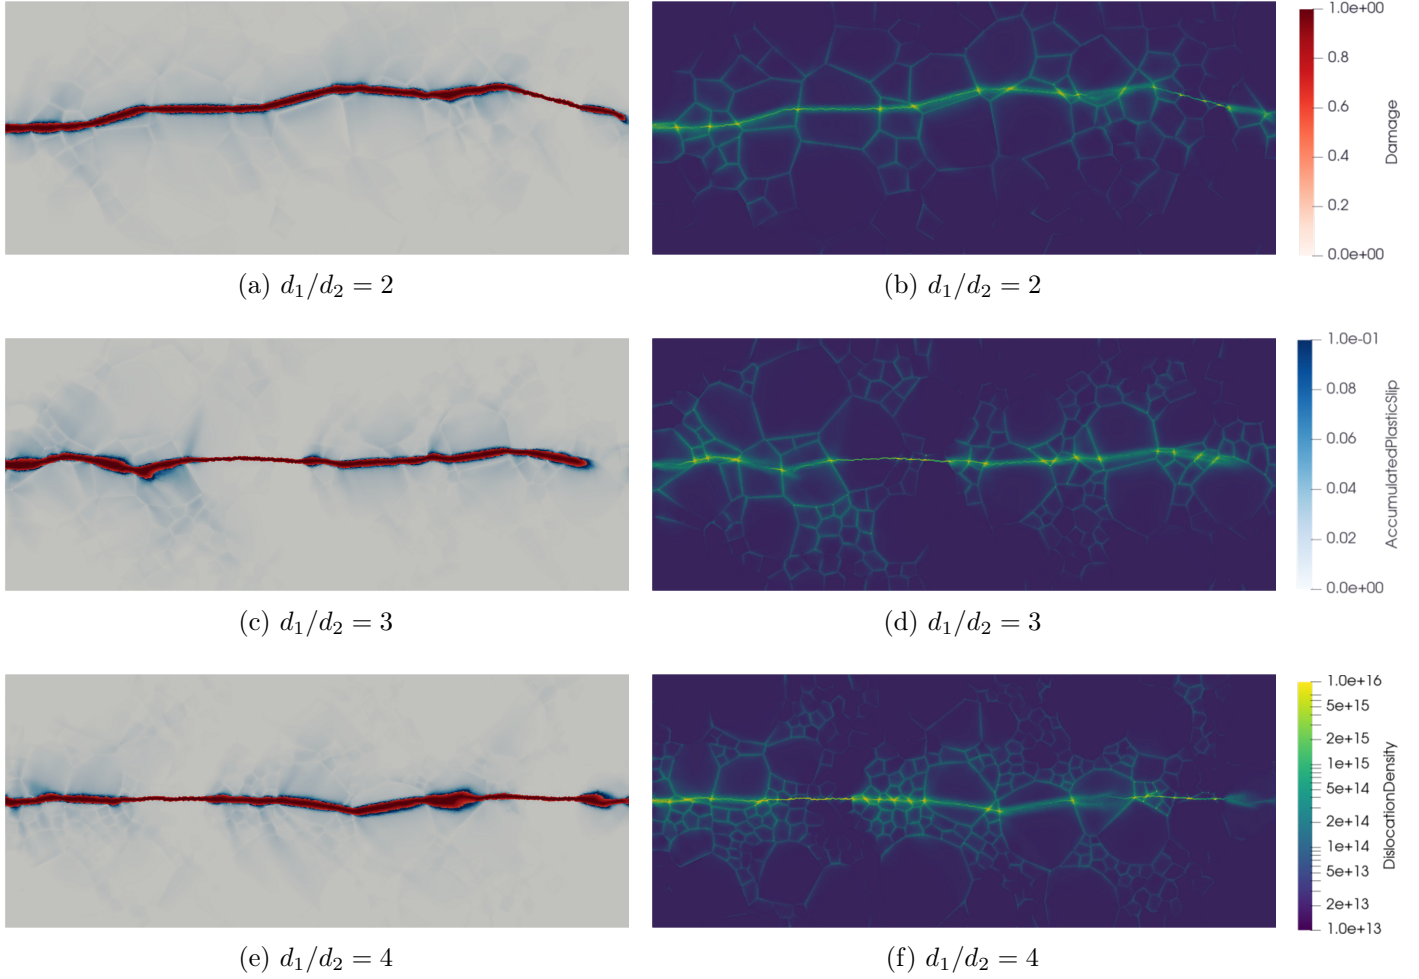 1.0e+00
0.8
0.6
0.4
0.2
0.0e+00
Damage
(a) d₁/d₂ = 2
(b) d₁/d₂ = 2
1.0e-01
0.08
0.06
0.04
0.02
0.0e+00
AccumulatedPlasticSlip
(c) d₁/d₂ = 3
(d) d₁/d₂ = 3
1.0e+16
5e+15
2e+15
1e+15
5e+14
2e+14
1e+14
5e+13
2e+13
1.0e+13
DislocationDensity
(e) d₁/d₂ = 4
(f) d₁/d₂ = 4